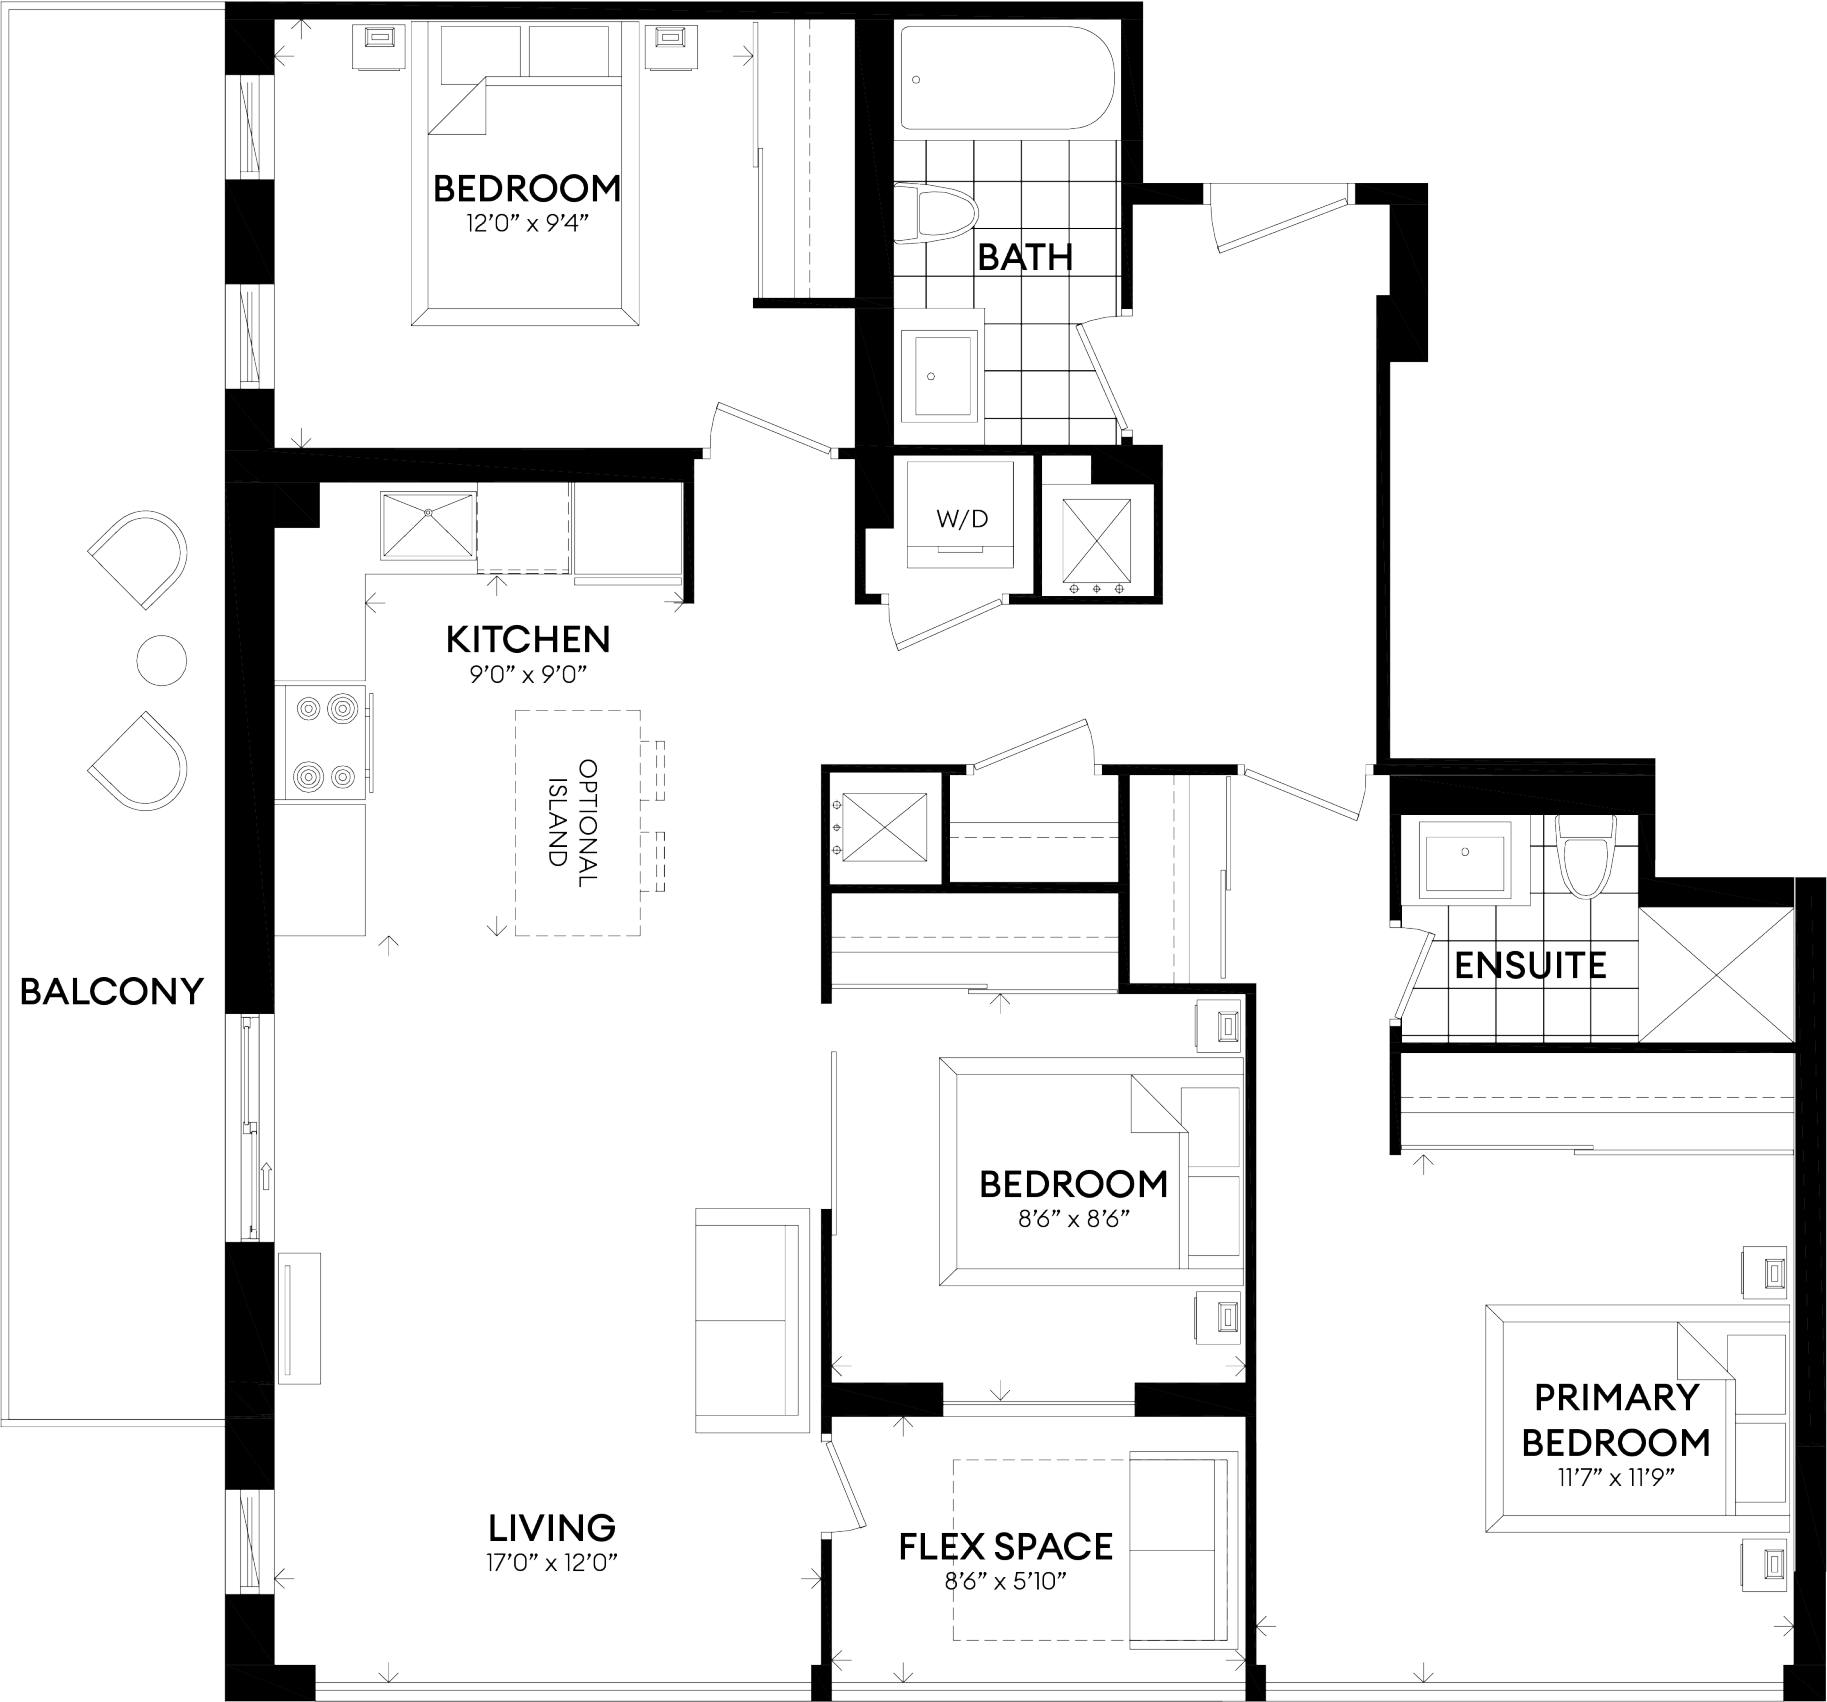 BEDROOM
12’0” x 9’4”
BATH
W/D
KITCHEN
9’0” x 9’0”
OPTIONAL
ISLAND
BALCONY
ENSUITE
BEDROOM
8’6” x 8’6”
PRIMARY
BEDROOM
11’7” x 11’9”
LIVING
17’0” x 12’0”
FLEX SPACE
8’6” x 5’10”